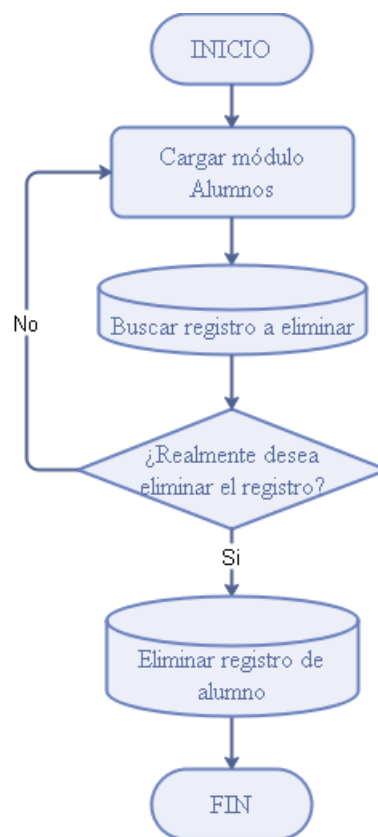 INICIO
Cargar módulo
Alumnos
Buscar registro a eliminar
No
¿Realmente desea
eliminar el registro?
Si
Eliminar registro de
alumno
FIN